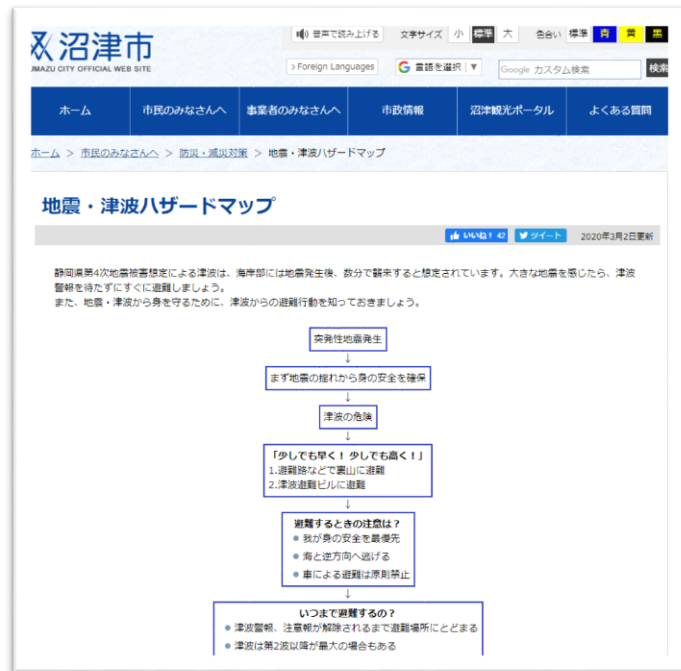 音声で読み上げる 文字サイズ 小 標準 大 色合い 標準 青 黄 黒
沼津市
UMAZU CITY OFFICIAL WEB SITE
> Foreign Languages G 言語を選択 ▼ Google カスタム検索 検索
ホーム 市民のみなさんへ 事業者のみなさんへ 市政情報 沼津観光ポータル よくある質問
ホーム > 市民のみなさんへ > 防災・減災対策 > 地震・津波ハザードマップ
地震・津波ハザードマップ
いいね! 42 ツイート 2020年3月2日更新
静岡県第4次地震被害想定による津波は、海岸部には地震発生後、数分で襲来すると想定されています。大きな地震を感じたら、津波
警報を待たずにすぐに避難しましょう。
また、地震・津波から身を守るために、津波からの避難行動を知っておきましょう。
突発性地震発生
↓
まず地震の揺れから身の安全を確保
↓
津波の危険
↓
「少しでも早く! 少しでも高く!」
1.避難路などで裏山に避難
2.津波避難ビルに避難
↓
避難するときの注意は?
● 我が身の安全を最優先
● 海と逆方向へ逃げる
● 車による避難は原則禁止
↓
いつまで避難するの?
● 津波警報、注意報が解除されるまで避難場所にとどまる
● 津波は第2波以降が最大の場合もある